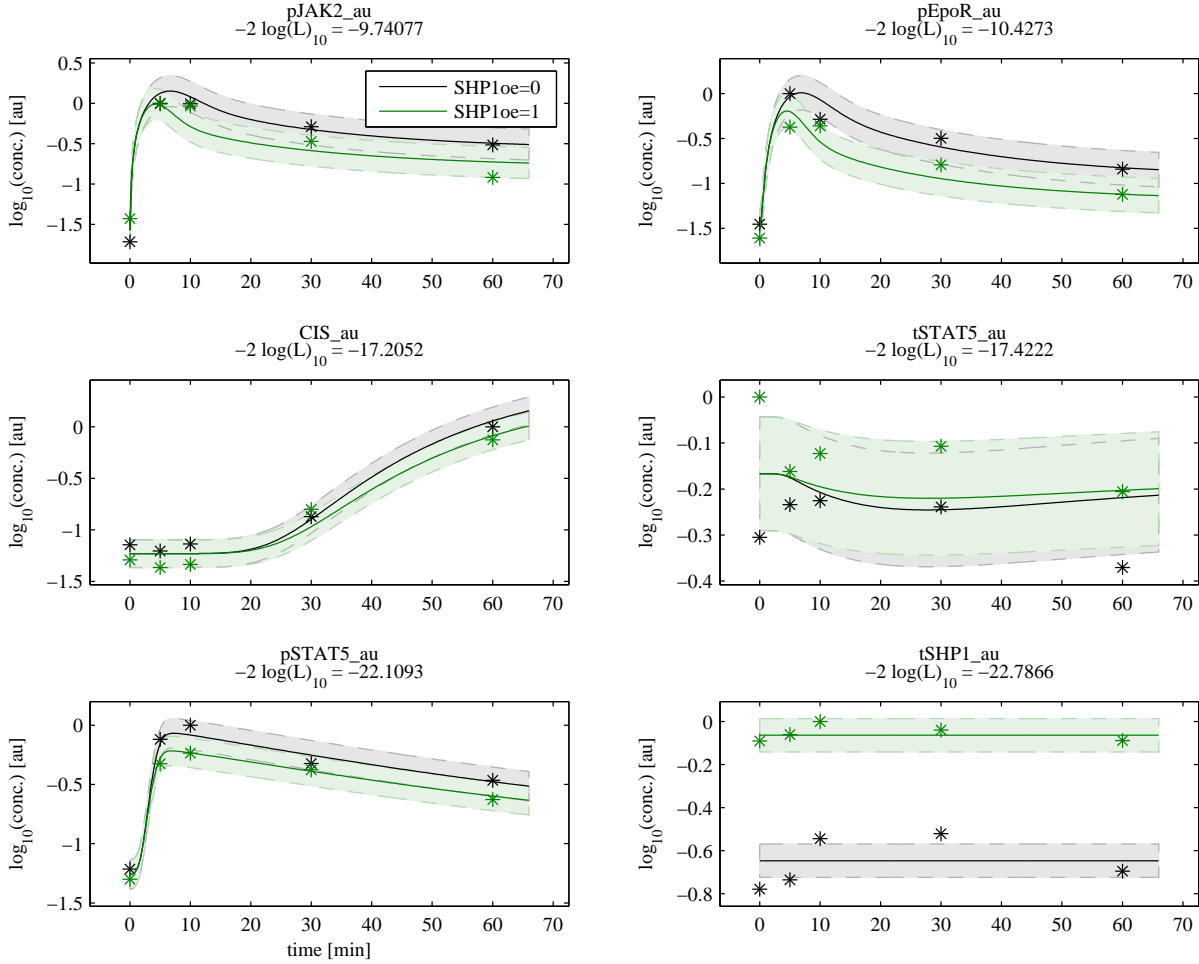 pJAK2_au
−2 log(L)10 = −9.74077
0.5
0
−0.5
−1
−1.5
log10(conc.) [au]
0 10 20 30 40 50 60 70
SHP1oe=0
SHP1oe=1
pEpoR_au
−2 log(L)10 = −10.4273
0
−0.5
−1
−1.5
log10(conc.) [au]
0 10 20 30 40 50 60 70
CIS_au
−2 log(L)10 = −17.2052
0
−0.5
−1
−1.5
log10(conc.) [au]
0 10 20 30 40 50 60 70
tSTAT5_au
−2 log(L)10 = −17.4222
0
−0.1
−0.2
−0.3
−0.4
log10(conc.) [au]
0 10 20 30 40 50 60 70
pSTAT5_au
−2 log(L)10 = −22.1093
0
−0.5
−1
−1.5
log10(conc.) [au]
0 10 20 30 40 50 60 70
time [min]
tSHP1_au
−2 log(L)10 = −22.7866
0
−0.2
−0.4
−0.6
−0.8
log10(conc.) [au]
0 10 20 30 40 50 60 70